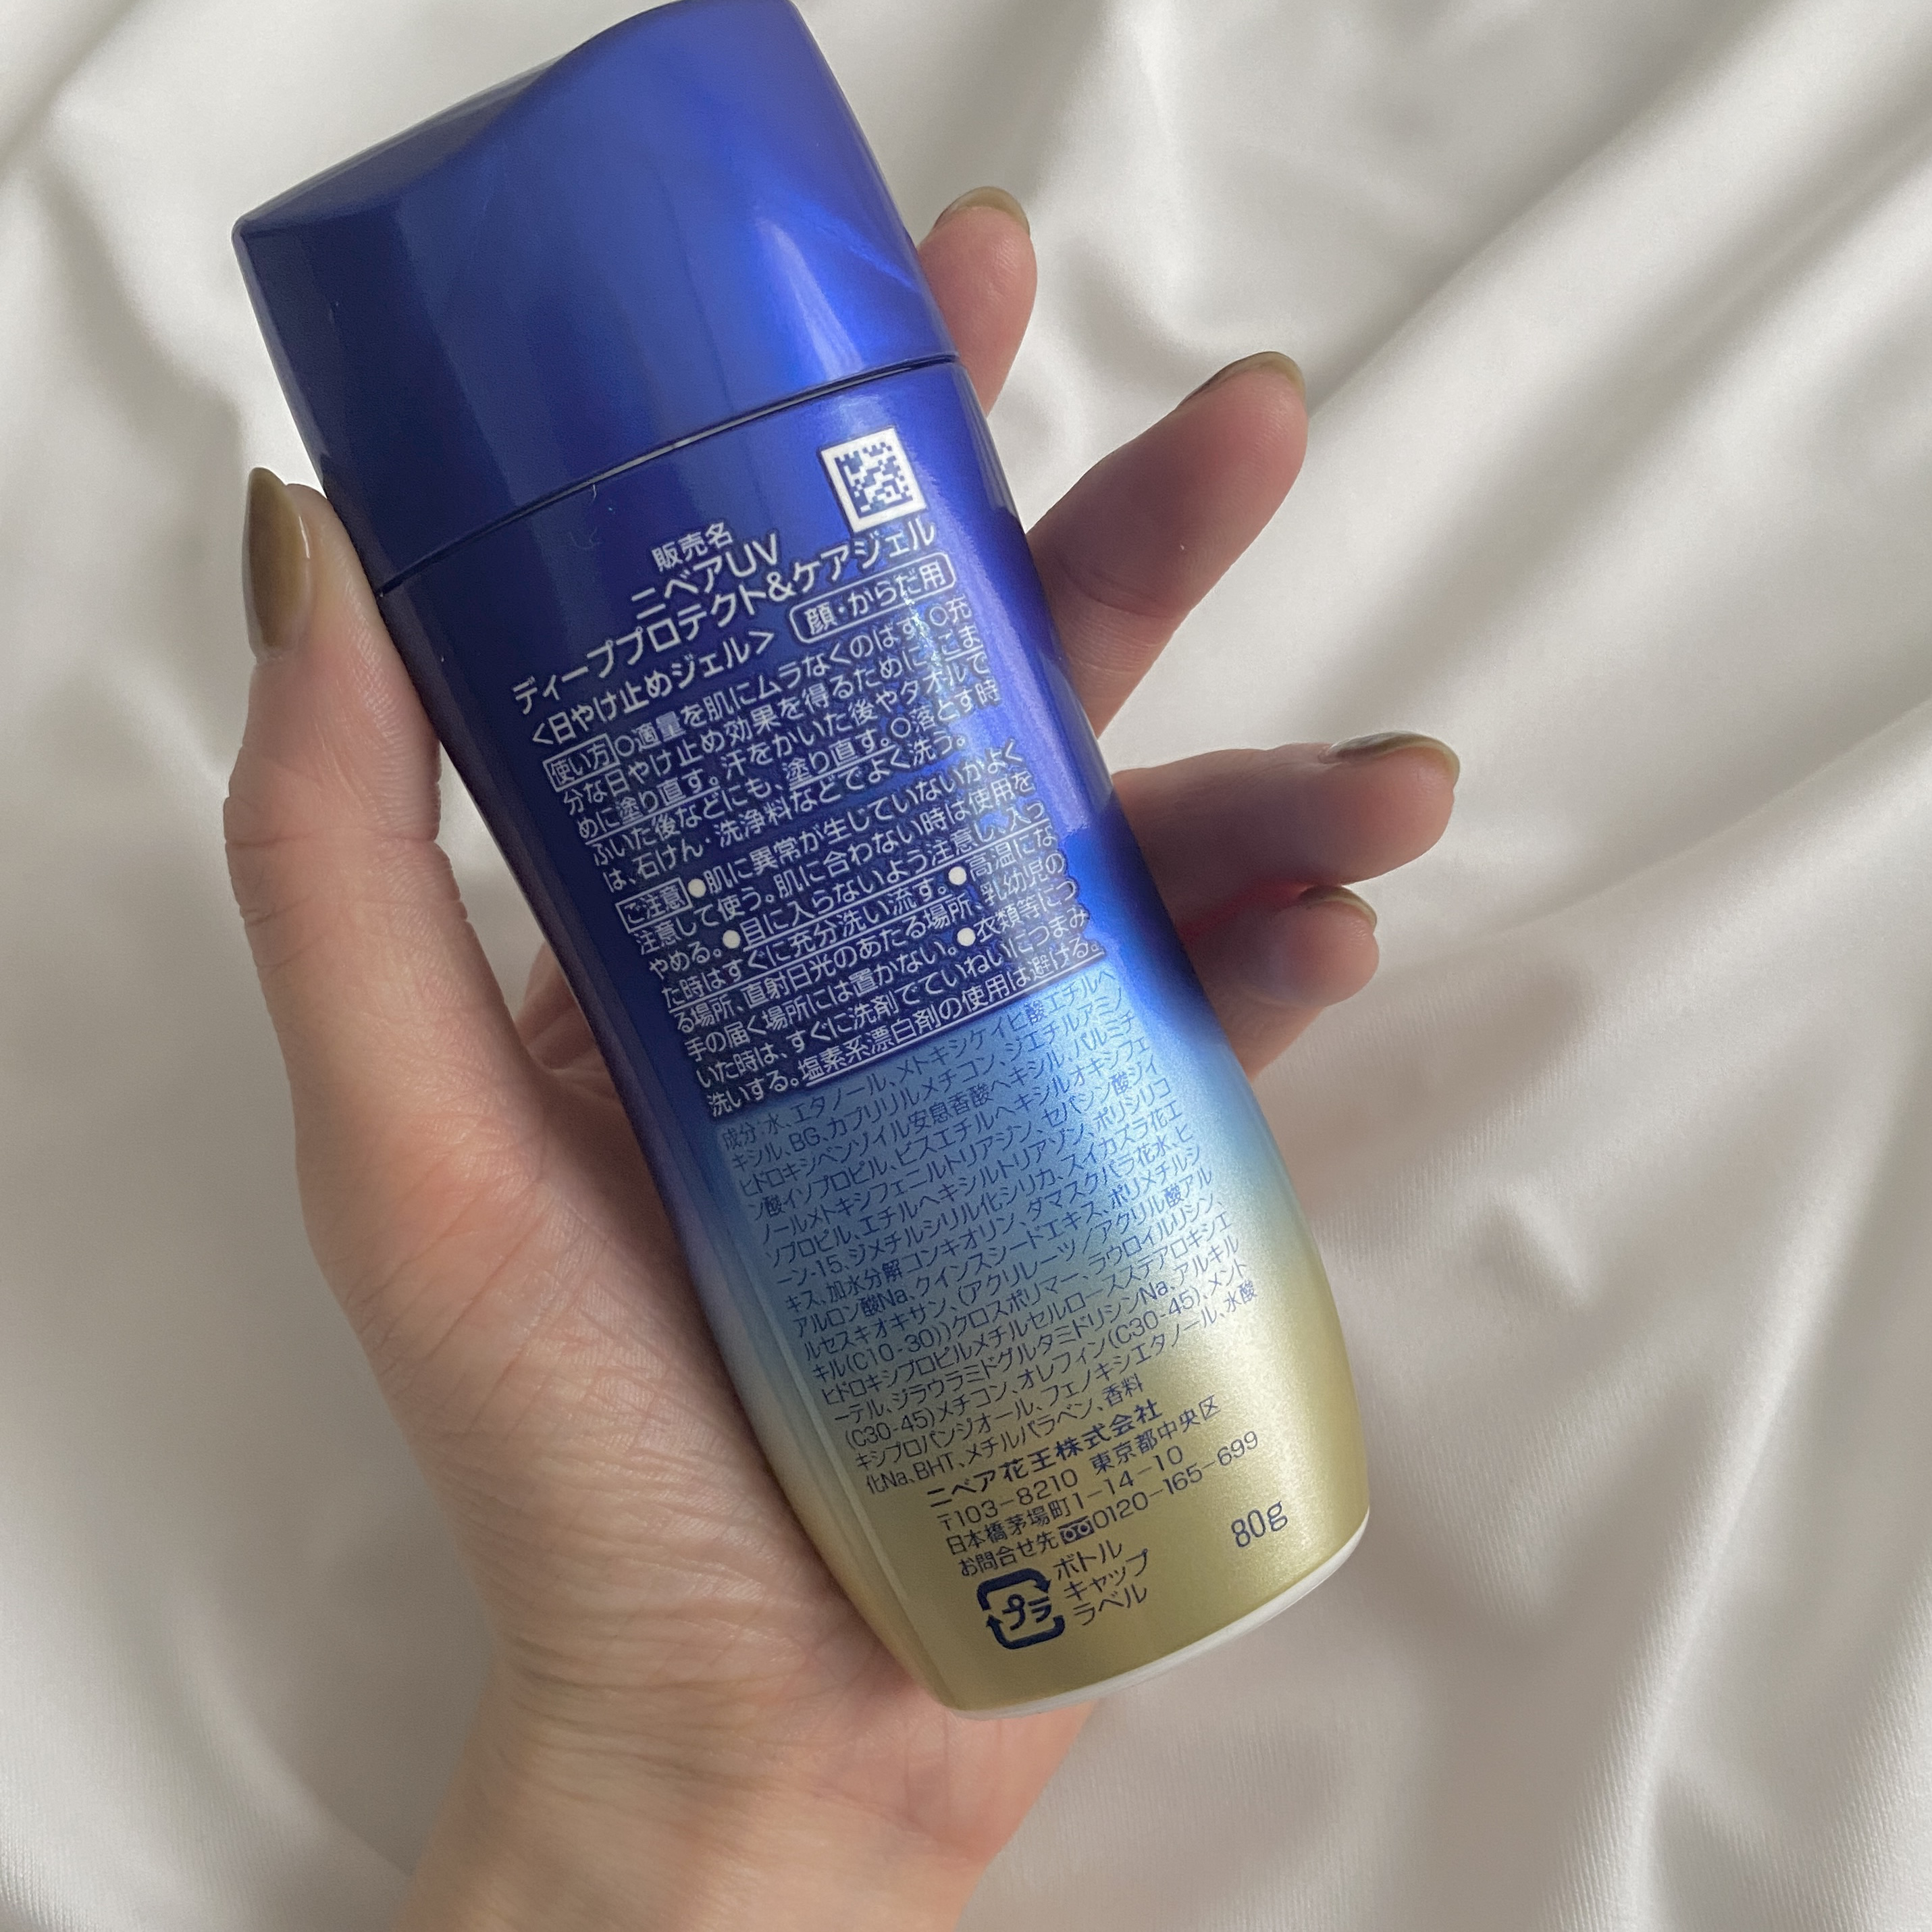 販売名
ニベアUV
ディーププロテクト&ケアジェル
<日やけ止めジェル> 顔・からだ用
使い方 ○適量を肌にムラなくのばす。○充
分な日やけ止め効果を得るために、こま
めに塗り直す。汗をかいた後やタオルで
ふいた後などにも、塗り直す。○落とす時
は、石けん・洗浄料などでよく洗う。
ご注意 ●肌に異常が生じていないかよく
注意して使う。肌に合わない時は使用を
やめる。●目に入らないよう注意し、入っ
た時はすぐに充分洗い流す。●高温にな
る場所、直射日光のあたる場所、乳幼児の
手の届く場所には置かない。●衣類等につ
いた時は、すぐに洗剤でていねいにつまみ
洗いする。塩素系漂白剤の使用は避ける。
成分:水、エタノール、メトキシケイヒ酸エチルヘ
キシル、BG、カプリリルメチコン、ジエチルアミノ
ヒドロキシベンゾイル安息香酸ヘキシル、パルミチ
ン酸イソプロピル、ビスエチルヘキシルオキシフェ
ノールメトキシフェニルトリアジン、セバシン酸ジイ
ソプロピル、エチルヘキシルトリアゾン、ポリシリコ
ーン-15、ジメチルシリル化シリカ、スイカズラ花エ
キス、加水分解コンキオリン、ダマスクバラ花水、ヒ
アルロン酸Na、クインスシードエキス、ポリメチルシ
ルセスキオキサン、(アクリレーツ/アクリル酸アル
キル(C10-30))クロスポリマー、ラウロイルリシン、
ヒドロキシプロピルメチルセルロースステアロキシエ
ーテル、ジラウラミドグルタミドリシンNa、アルキル
(C30-45)メチコン、オレフィン(C30-45)、メント
キシプロパンジオール、フェノキシエタノール、水酸
化Na、BHT、メチルパラベン、香料
ニベア花王株式会社
〒103-8210 東京都中央区
日本橋茅場町1-14-10
お問合せ先 0120-165-699
80g
プラ
ボトル
キャップ
ラベル